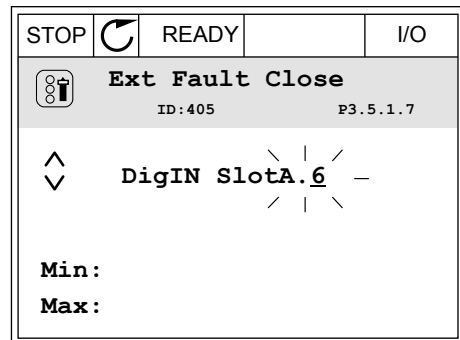 STOP READY I/O
Ext Fault Close
ID:405 P3.5.1.7
DigIN SlotA.6
Min:
Max: